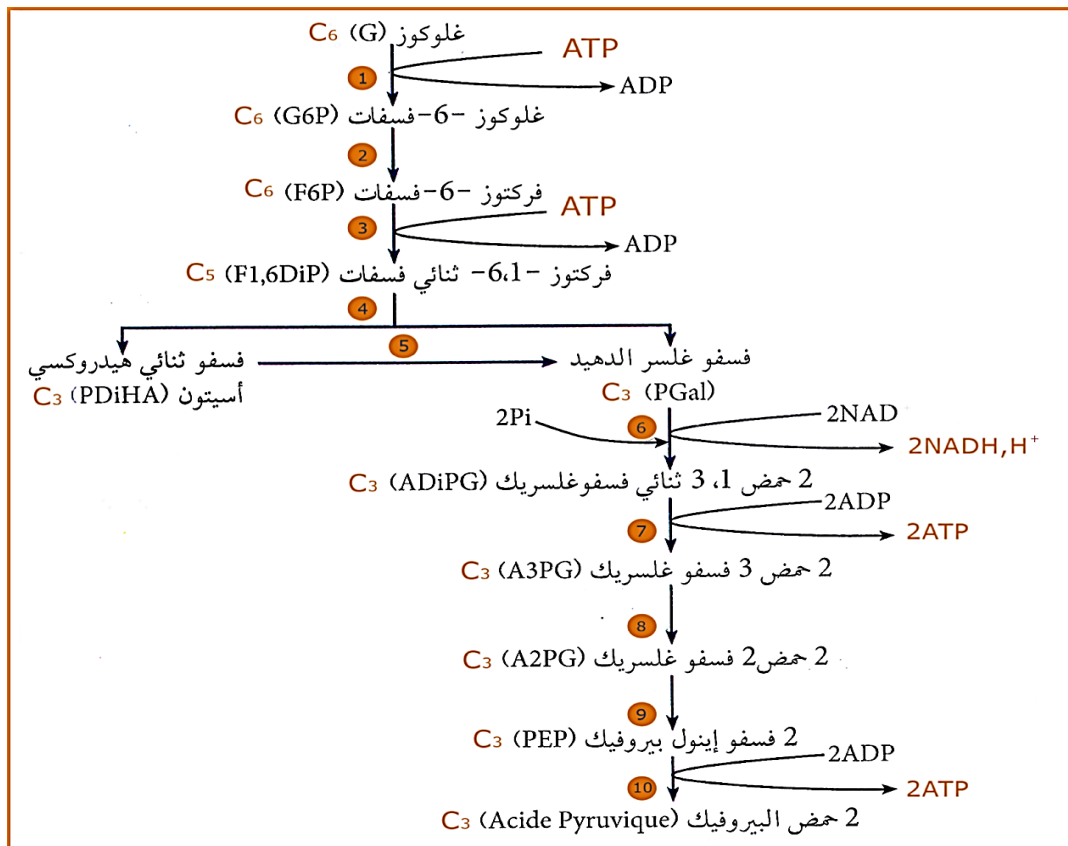 غلوكوز (G) C₆
ATP
1
ADP
غلوكوز -6-فسفات (G6P) C₆
2
فركتوز -6-فسفات (F6P) C₆
ATP
3
ADP
فركتوز -6،1- ثنائي فسفات (F1,6DiP) C₅
4
5
فسفو غلسر الدهيد
(PGal) C₃
فسفو ثنائي هيدروكسي
أسيتون (PDiHA) C₃
2Pi
6
2NAD
2NADH,H⁺
2 حمض 1، 3 ثنائي فسفوغلسريك (ADiPG) C₃
2ADP
7
2ATP
2 حمض 3 فسفو غلسريك (A3PG) C₃
8
2 حمض2 فسفو غلسريك (A2PG) C₃
9
2 فسفو إينول بيروفيك (PEP) C₃
2ADP
10
2ATP
2 حمض البيروفيك (Acide Pyruvique) C₃